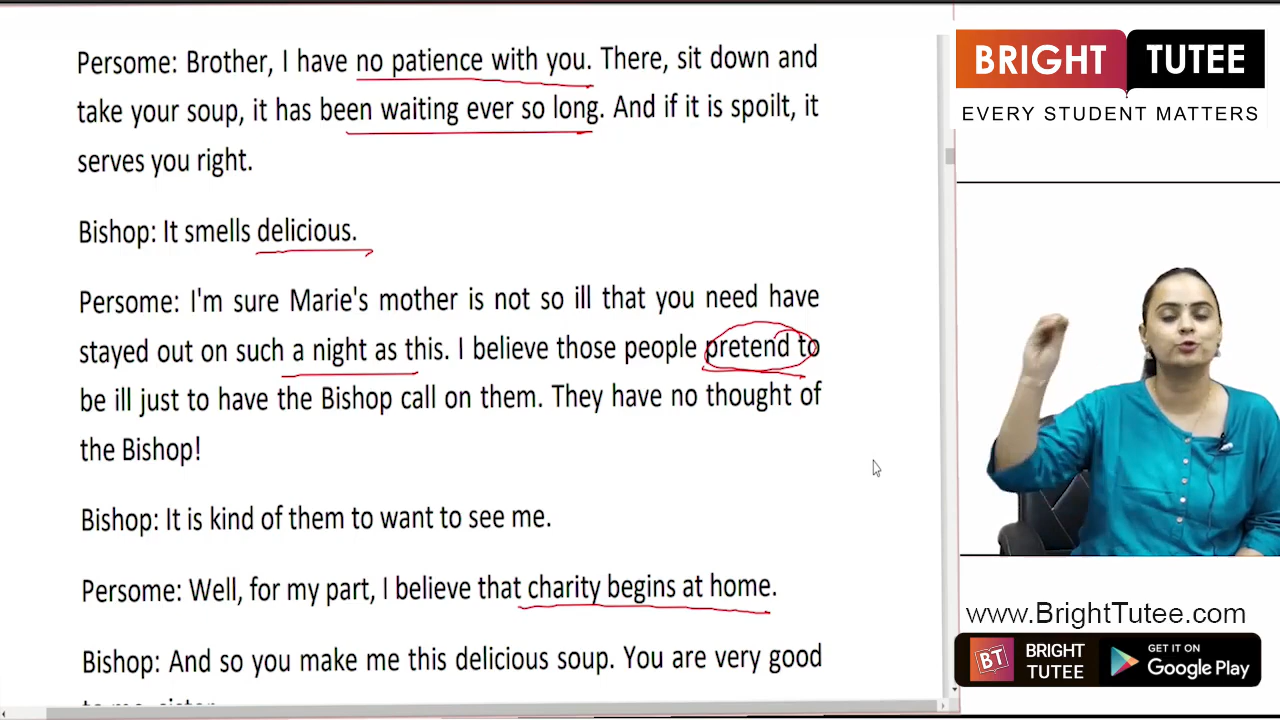 Persome: Brother, I have no patience with you. There, sit down and
take your soup, it has been waiting ever so long. And if it is spoilt, it
serves you right.
Bishop: It smells delicious.
Persome: I'm sure Marie's mother is not so ill that you need have
stayed out on such a night as this. I believe those people pretend to
be ill just to have the Bishop call on them. They have no thought of
the Bishop!
Bishop: It is kind of them to want to see me.
Persome: Well, for my part, I believe that charity begins at home.
Bishop: And so you make me this delicious soup. You are very good
BRIGHT TUTEE
EVERY STUDENT MATTERS
www.BrightTutee.com
BT BRIGHT TUTEE
GET IT ON
Google Play